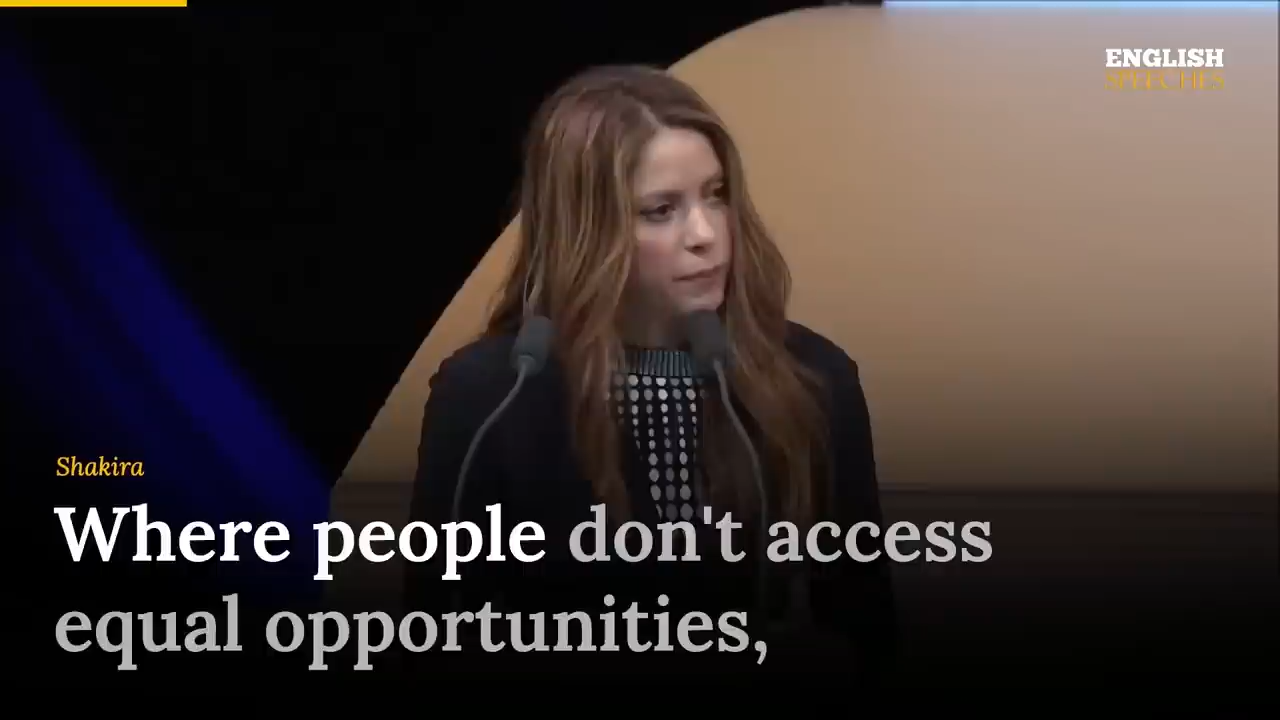 ENGLISH
SPEECHES
Shakira
Where people don't access
equal opportunities,